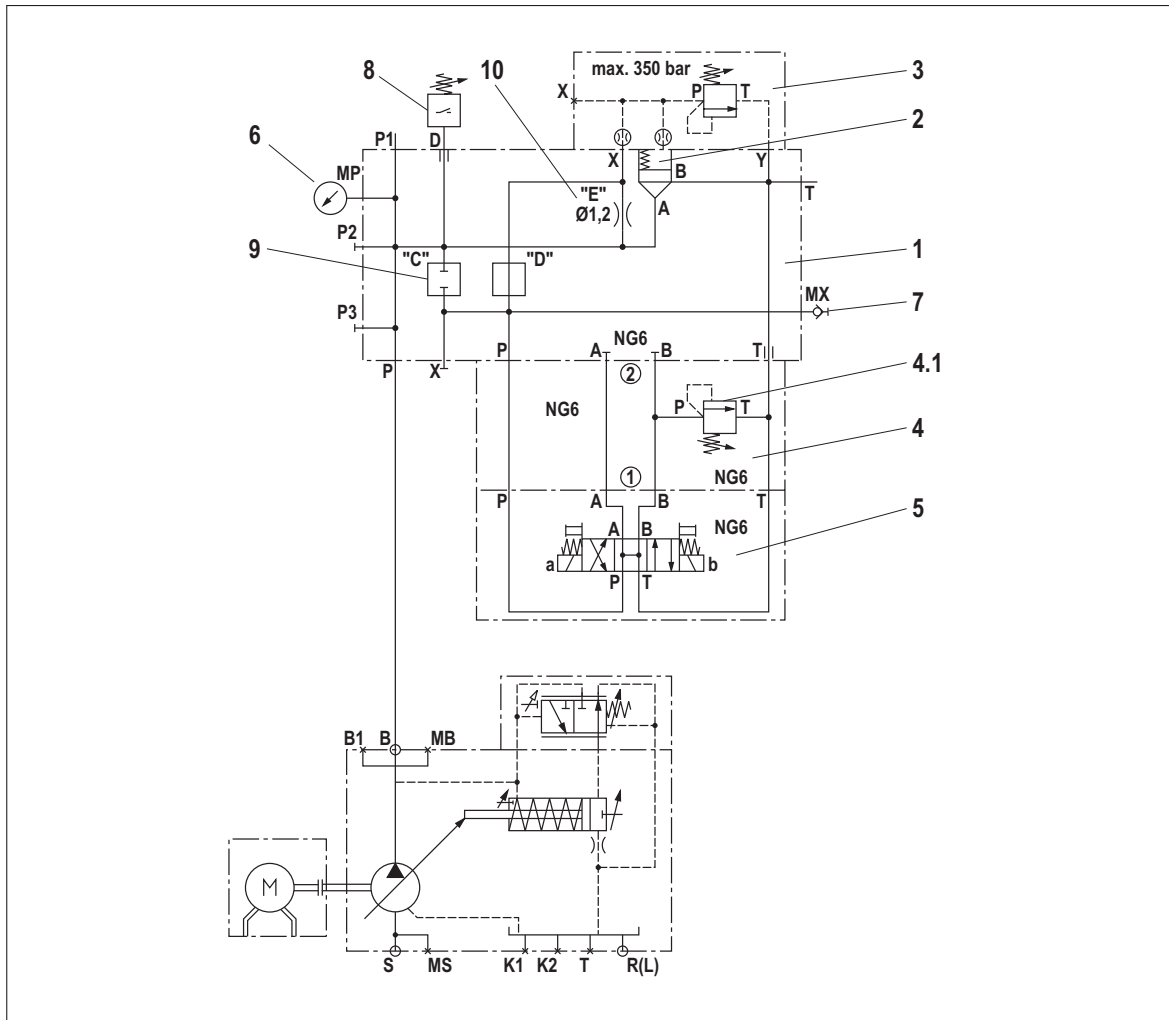 max. 350 bar
8
10
3
X
P
T
2
6
P1
D
X
Y
B
MP
"E"
T
Ø1,2
A
P2
9
"C"
"D"
1
MX
7
P3
NG6
P
X
P
A
B
T
2
4.1
P
T
NG6
4
1
NG6
P
A
B
T
5
A
B
NG6
a
b
P
T
B1
B
MB
M
S
MS
K1
K2
T
R(L)